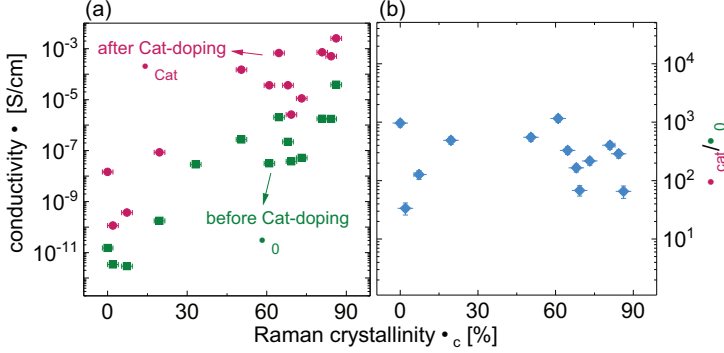 (a)
(b)
after Cat-doping
• Cat
before Cat-doping
• 0
conductivity • [S/cm]
10⁻³
10⁻⁵
10⁻⁷
10⁻⁹
10⁻¹¹
0 30 60 90
0 30 60 90
10⁴
10³
10²
10¹
•cat/•0
Raman crystallinity •c [%]